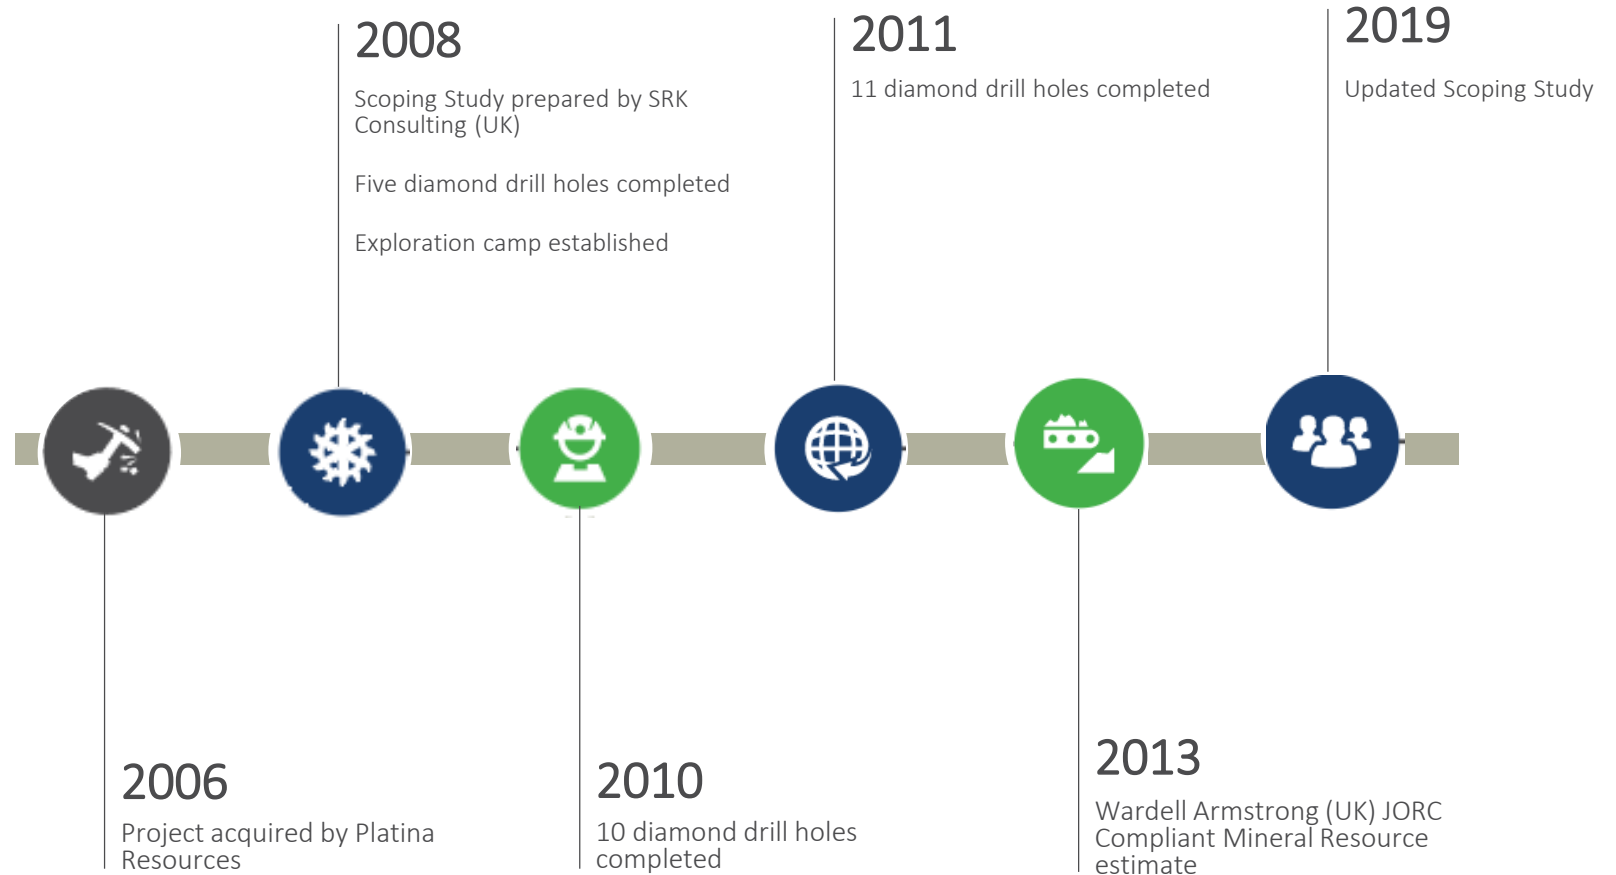 2008
Scoping Study prepared by SRK
Consulting (UK)
Five diamond drill holes completed
Exploration camp established
2011
11 diamond drill holes completed
2019
Updated Scoping Study
2006
Project acquired by Platina
Resources
2010
10 diamond drill holes
completed
2013
Wardell Armstrong (UK) JORC
Compliant Mineral Resource
estimate